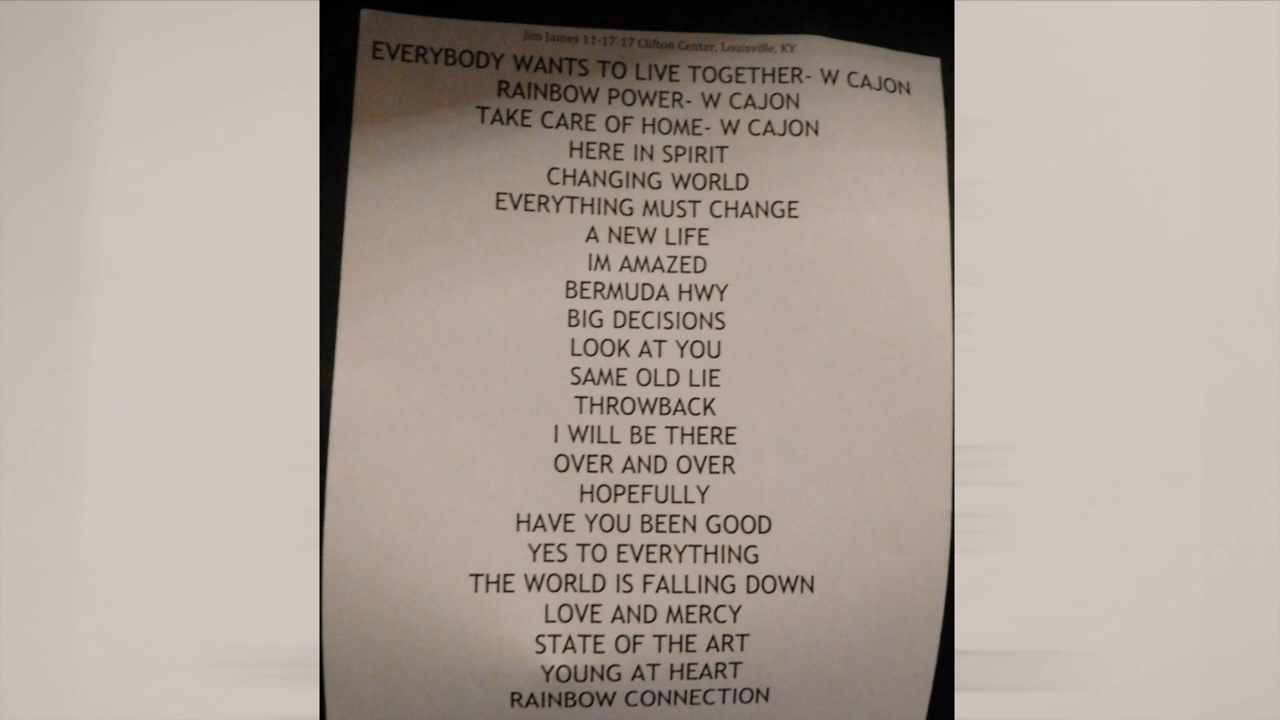 Jim James 11-17-17 Clifton Center, Louisville, KY
EVERYBODY WANTS TO LIVE TOGETHER- W CAJON
RAINBOW POWER- W CAJON
TAKE CARE OF HOME- W CAJON
HERE IN SPIRIT
CHANGING WORLD
EVERYTHING MUST CHANGE
A NEW LIFE
IM AMAZED
BERMUDA HWY
BIG DECISIONS
LOOK AT YOU
SAME OLD LIE
THROWBACK
I WILL BE THERE
OVER AND OVER
HOPEFULLY
HAVE YOU BEEN GOOD
YES TO EVERYTHING
THE WORLD IS FALLING DOWN
LOVE AND MERCY
STATE OF THE ART
YOUNG AT HEART
RAINBOW CONNECTION